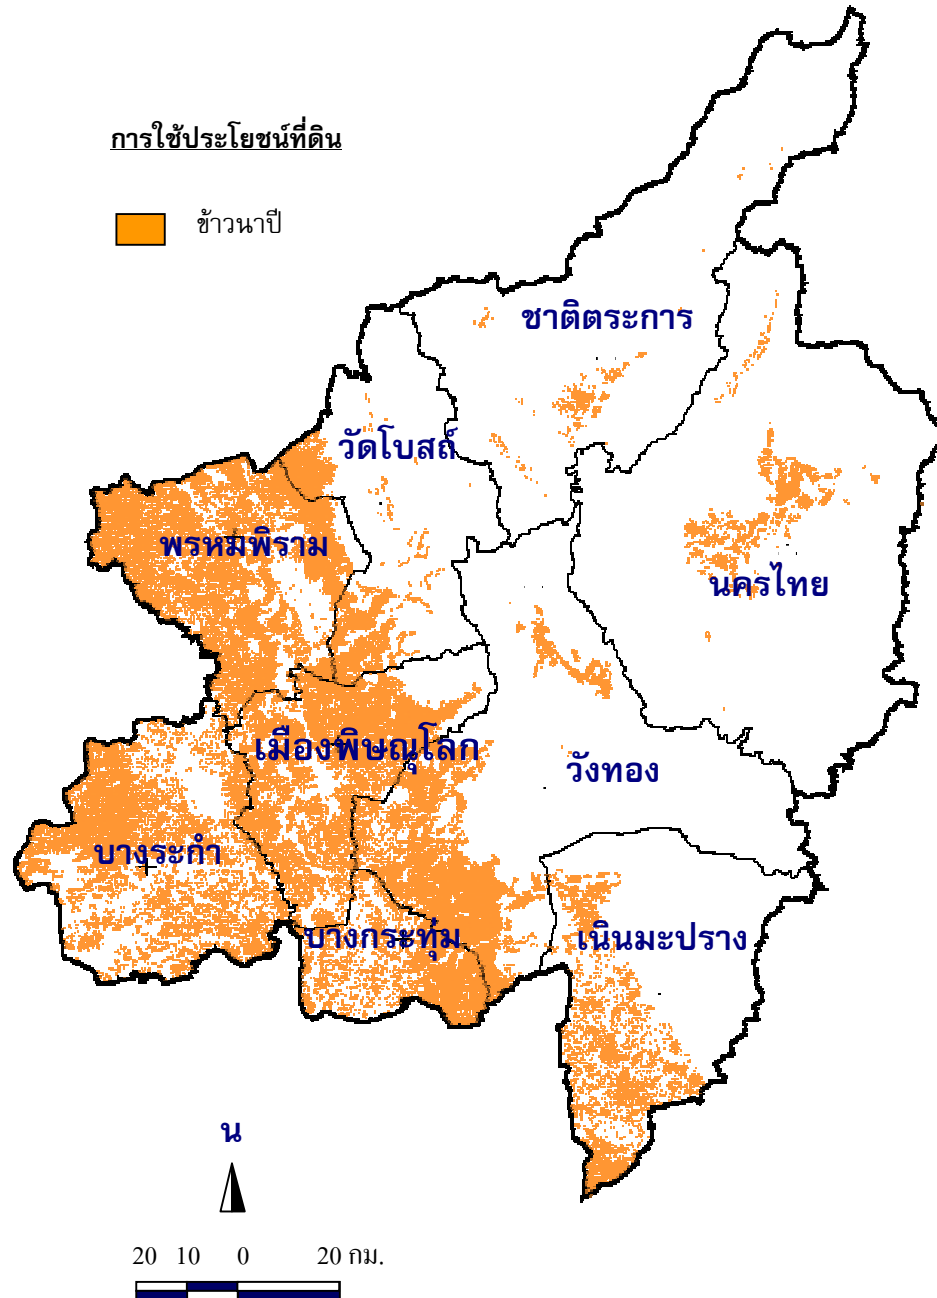 การใช้ประโยชน์ที่ดิน
ข้าวนาปี
ชาติตระการ
วัดโบสถ์
พรหมพิราม
นครไทย
เมืองพิษณุโลก
วังทอง
บางระกำ
บางกระทุ่ม
เนินมะปราง
น
20 10 0 20 กม.